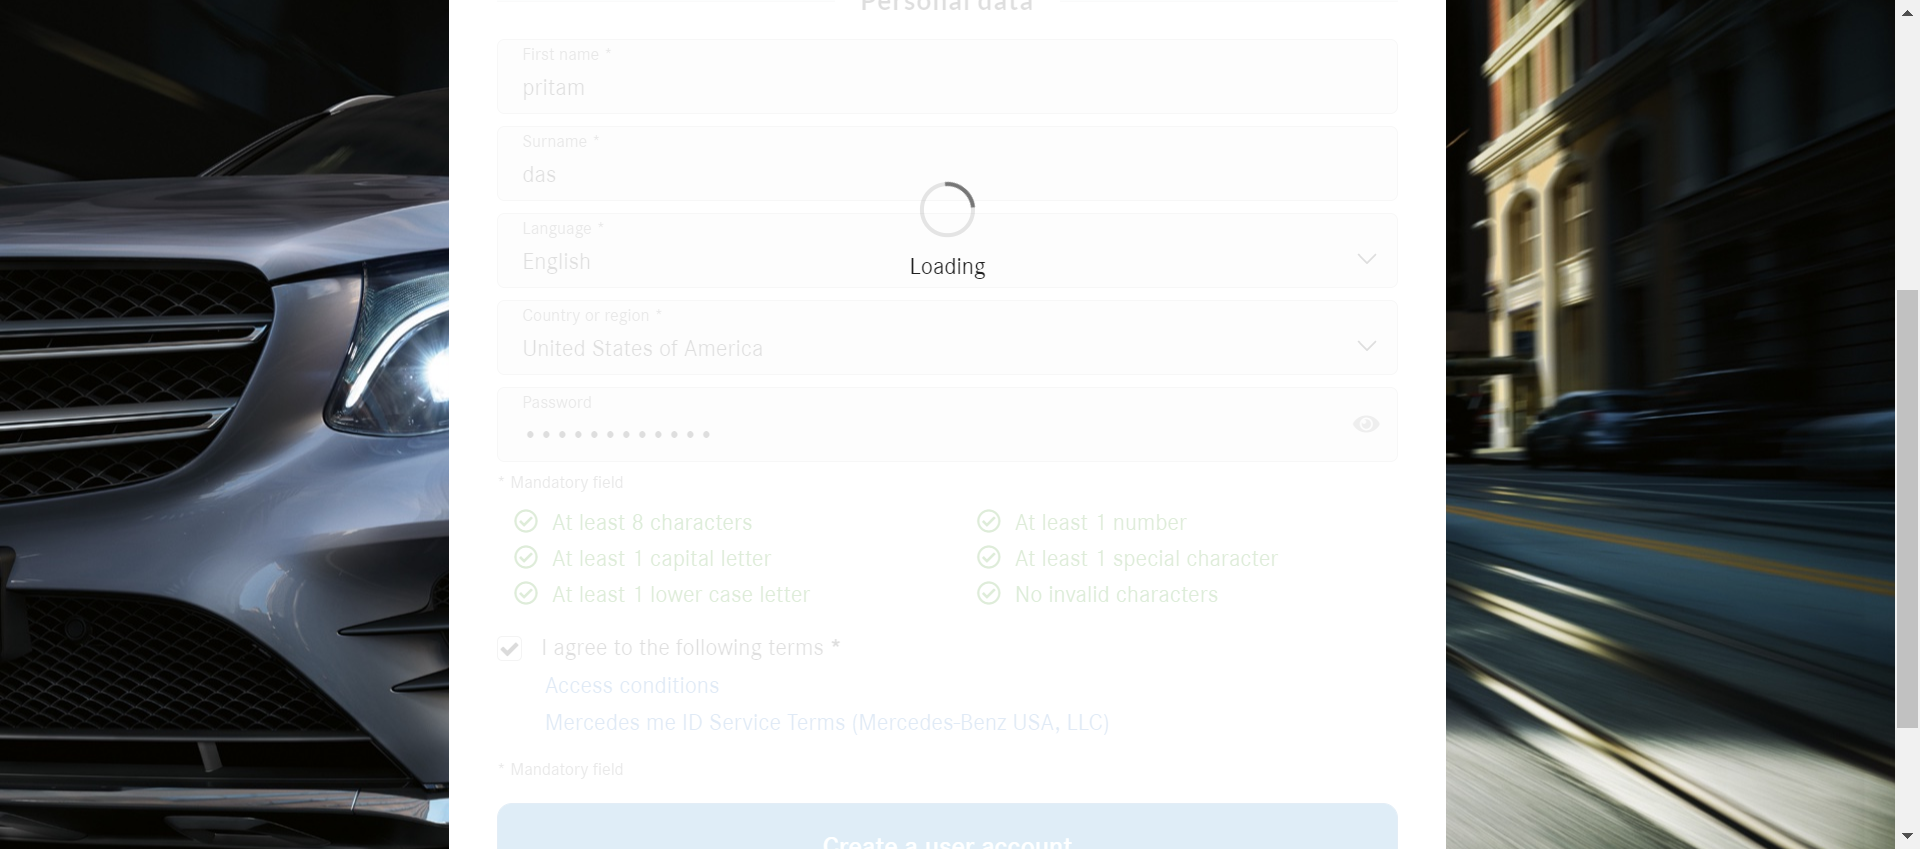 Personal data
First name *
pritam
Surname *
das
Language *
English
Loading
Country or region *
United States of America
Password
* Mandatory field
At least 8 characters
At least 1 number
At least 1 capital letter
At least 1 special character
At least 1 lower case letter
No invalid characters
I agree to the following terms *
Access conditions
Mercedes me ID Service Terms (Mercedes-Benz USA, LLC)
* Mandatory field
Create a user account